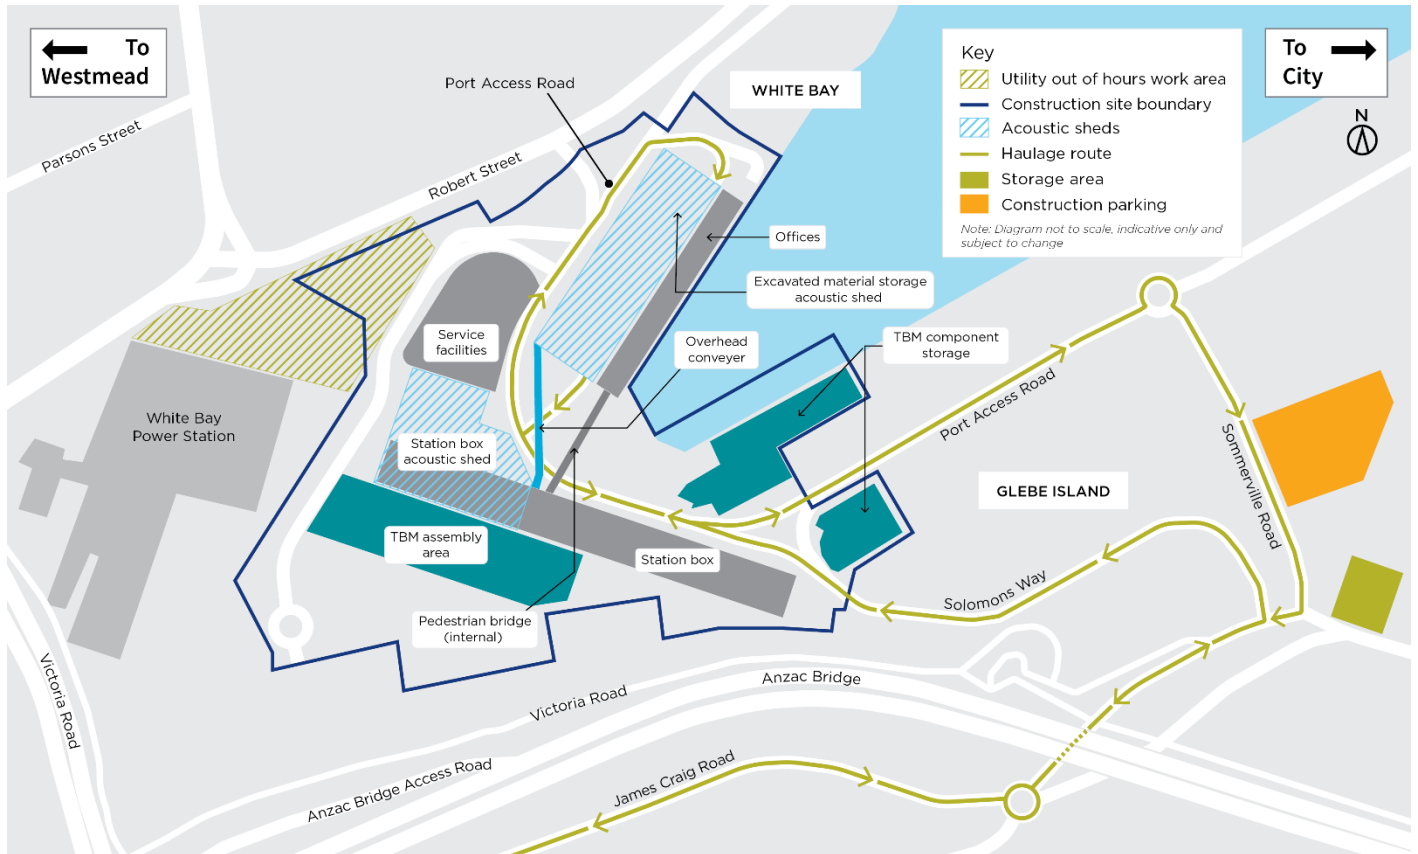 To
Westmead
Port Access Road
WHITE BAY
Key
Utility out of hours work area
Construction site boundary
Acoustic sheds
Haulage route
Storage area
Construction parking
Note: Diagram not to scale, indicative only and
subject to change
To
City
N
Parsons Street
Robert Street
Offices
Excavated material storage
acoustic shed
Service
facilities
Overhead
conveyer
TBM component
storage
White Bay
Power Station
Station box
acoustic shed
Port Access Road
Sommerville Road
GLEBE ISLAND
TBM assembly
area
Station box
Solomons Way
Pedestrian bridge
(internal)
Victoria Road
Victoria Road
Anzac Bridge
Anzac Bridge Access Road
James Craig Road